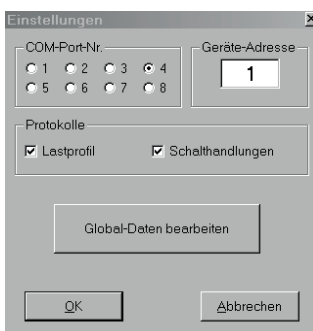 Einstellungen
COM-Port-Nr.
1 2 3 4
5 6 7 8
Geräte-Adresse
1
Protokolle
Lastprofil Schalthandlungen
Global-Daten bearbeiten
OK Abbrechen